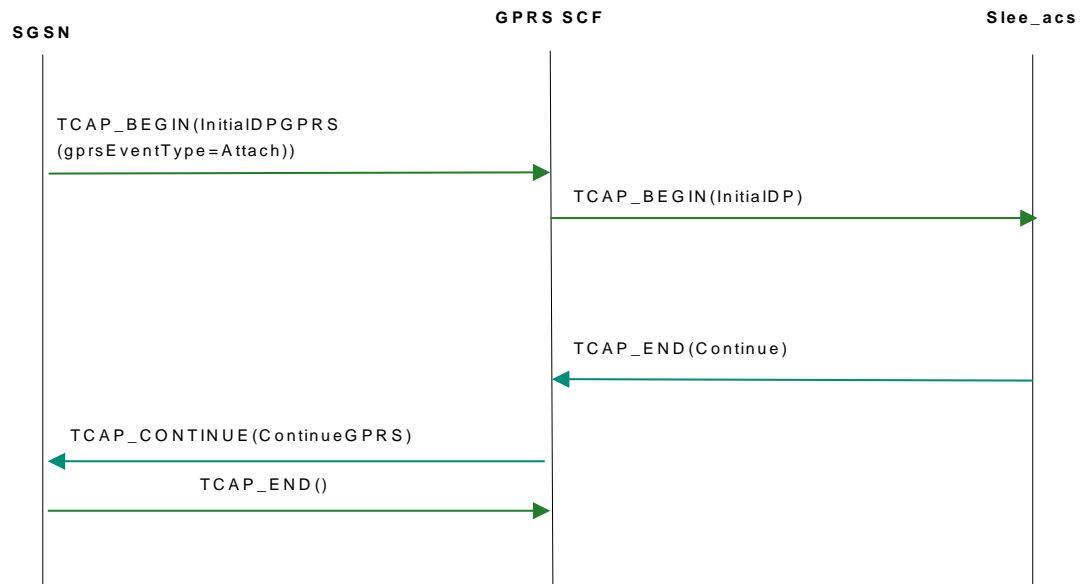 SGSN
GPRS SCF
Slee_acs
TCAP_BEGIN(InitialDPGPRS
(gprsEventType=Attach))
TCAP_BEGIN(InitialDP)
TCAP_END(Continue)
TCAP_CONTINUE(ContinueGPRS)
TCAP_END()